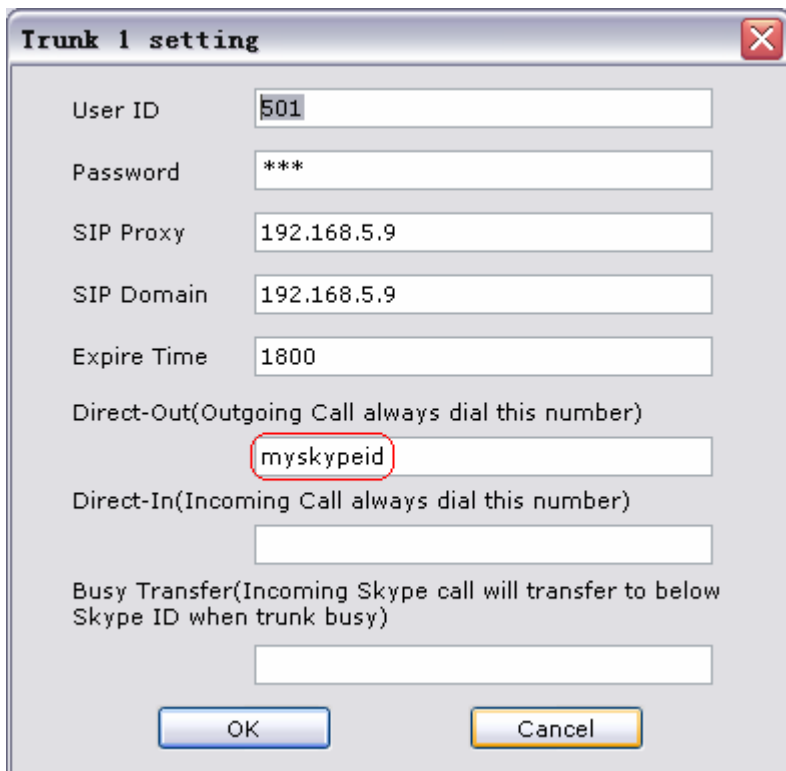 Trunk 1 setting
User ID 501
Password ***
SIP Proxy 192.168.5.9
SIP Domain 192.168.5.9
Expire Time 1800
Direct-Out(Outgoing Call always dial this number)
myskypeid
Direct-In(Incoming Call always dial this number)
Busy Transfer(Incoming Skype call will transfer to below
Skype ID when trunk busy)
OK Cancel